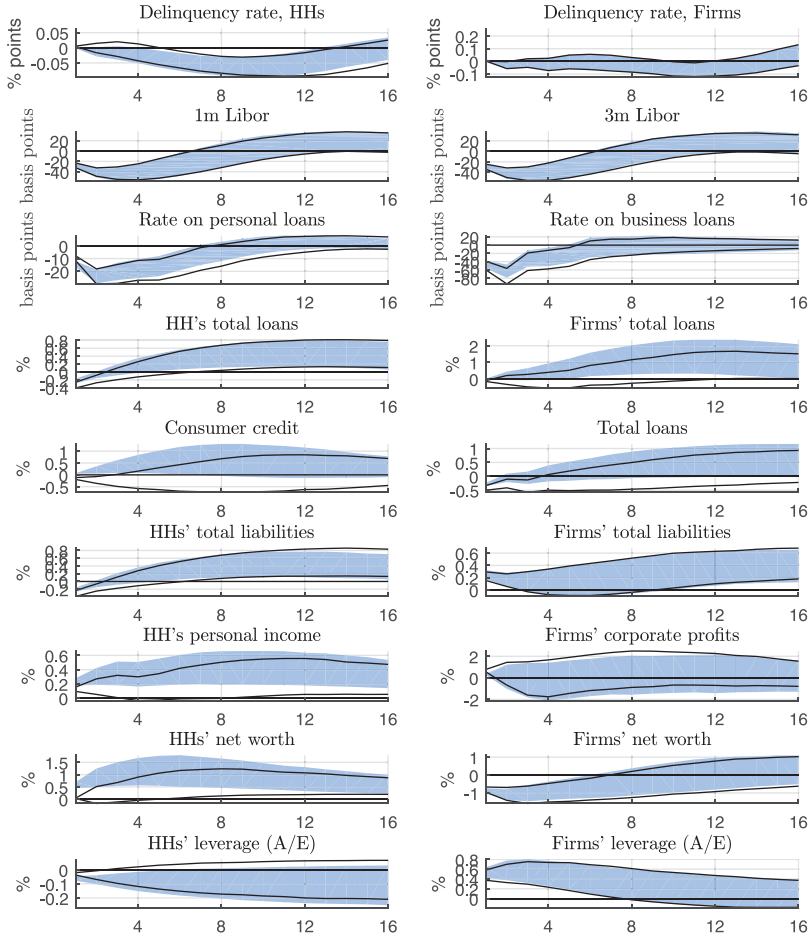 Delinquency rate, HHs
% points
0.05
0
-0.05
4 8 12 16
Delinquency rate, Firms
% points
0.2
0.1
0
-0.1
4 8 12 16
1m Libor
basis points
20
0
-20
-40
4 8 12 16
3m Libor
basis points
20
0
-20
-40
4 8 12 16
Rate on personal loans
basis points
0
-10
-20
4 8 12 16
Rate on business loans
basis points
20
0
-20
-40
-60
-80
4 8 12 16
HH's total loans
%
0.8
0.6
0.4
0.2
0
-0.2
-0.4
4 8 12 16
Firms' total loans
%
2
1
0
4 8 12 16
Consumer credit
%
1
0.5
0
-0.5
4 8 12 16
Total loans
%
1
0.5
0
-0.5
4 8 12 16
HHs' total liabilities
%
0.8
0.6
0.4
0.2
0
-0.2
4 8 12 16
Firms' total liabilities
%
0.6
0.4
0.2
0
4 8 12 16
HH's personal income
%
0.6
0.4
0.2
0
4 8 12 16
Firms' corporate profits
%
2
0
-2
4 8 12 16
HHs' net worth
%
1.5
1
0.5
0
4 8 12 16
Firms' net worth
%
1
0
-1
4 8 12 16
HHs' leverage (A/E)
%
0
-0.1
-0.2
4 8 12 16
Firms' leverage (A/E)
%
0.8
0.6
0.4
0.2
0
4 8 12 16